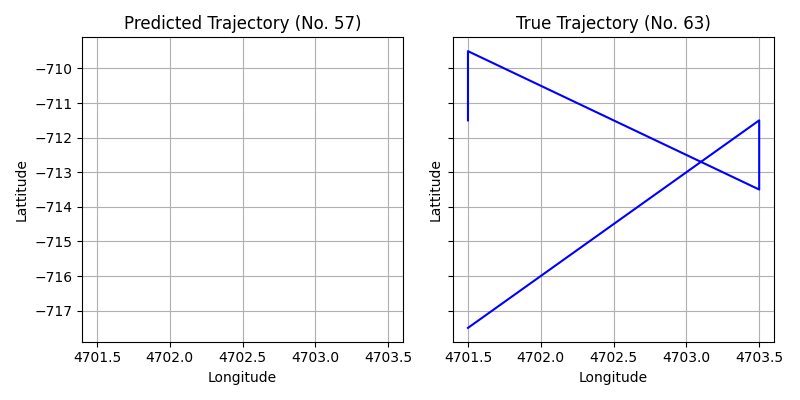 Predicted Trajectory (No. 57)
True Trajectory (No. 63)
−710
−711
−712
−713
−714
−715
−716
−717
Lattitude
Lattitude
4701.5 4702.0 4702.5 4703.0 4703.5
4701.5 4702.0 4702.5 4703.0 4703.5
Longitude
Longitude